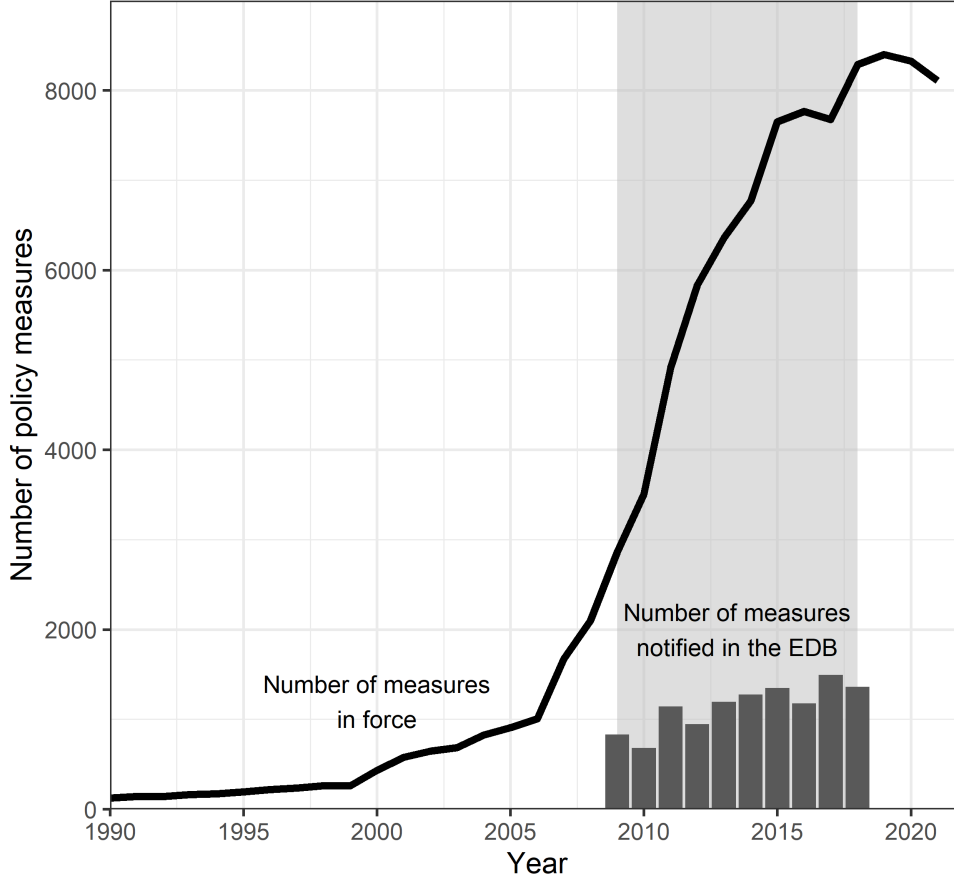 Number of policy measures
8000
6000
4000
2000
0
Number of measures
in force
Number of measures
notified in the EDB
1990
1995
2000
2005
2010
2015
2020
Year